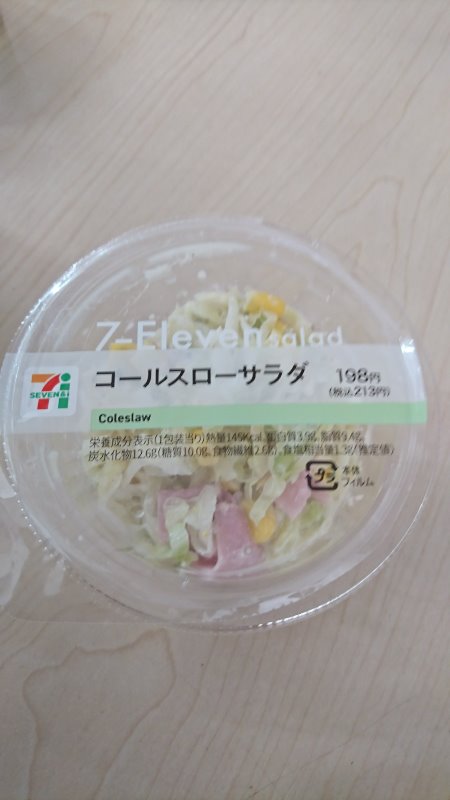 7-Eleven salad
SEVEN&i
コールスローサラダ 198円
(税込213円)
Coleslaw
栄養成分表示(1包装当り)熱量145Kcal、蛋白質3.9g、脂質9.4g、
炭水化物12.6g(糖質10.0g、食物繊維2.6g)、食塩相当量1.3g(推定値)
プラ 本体
フィルム